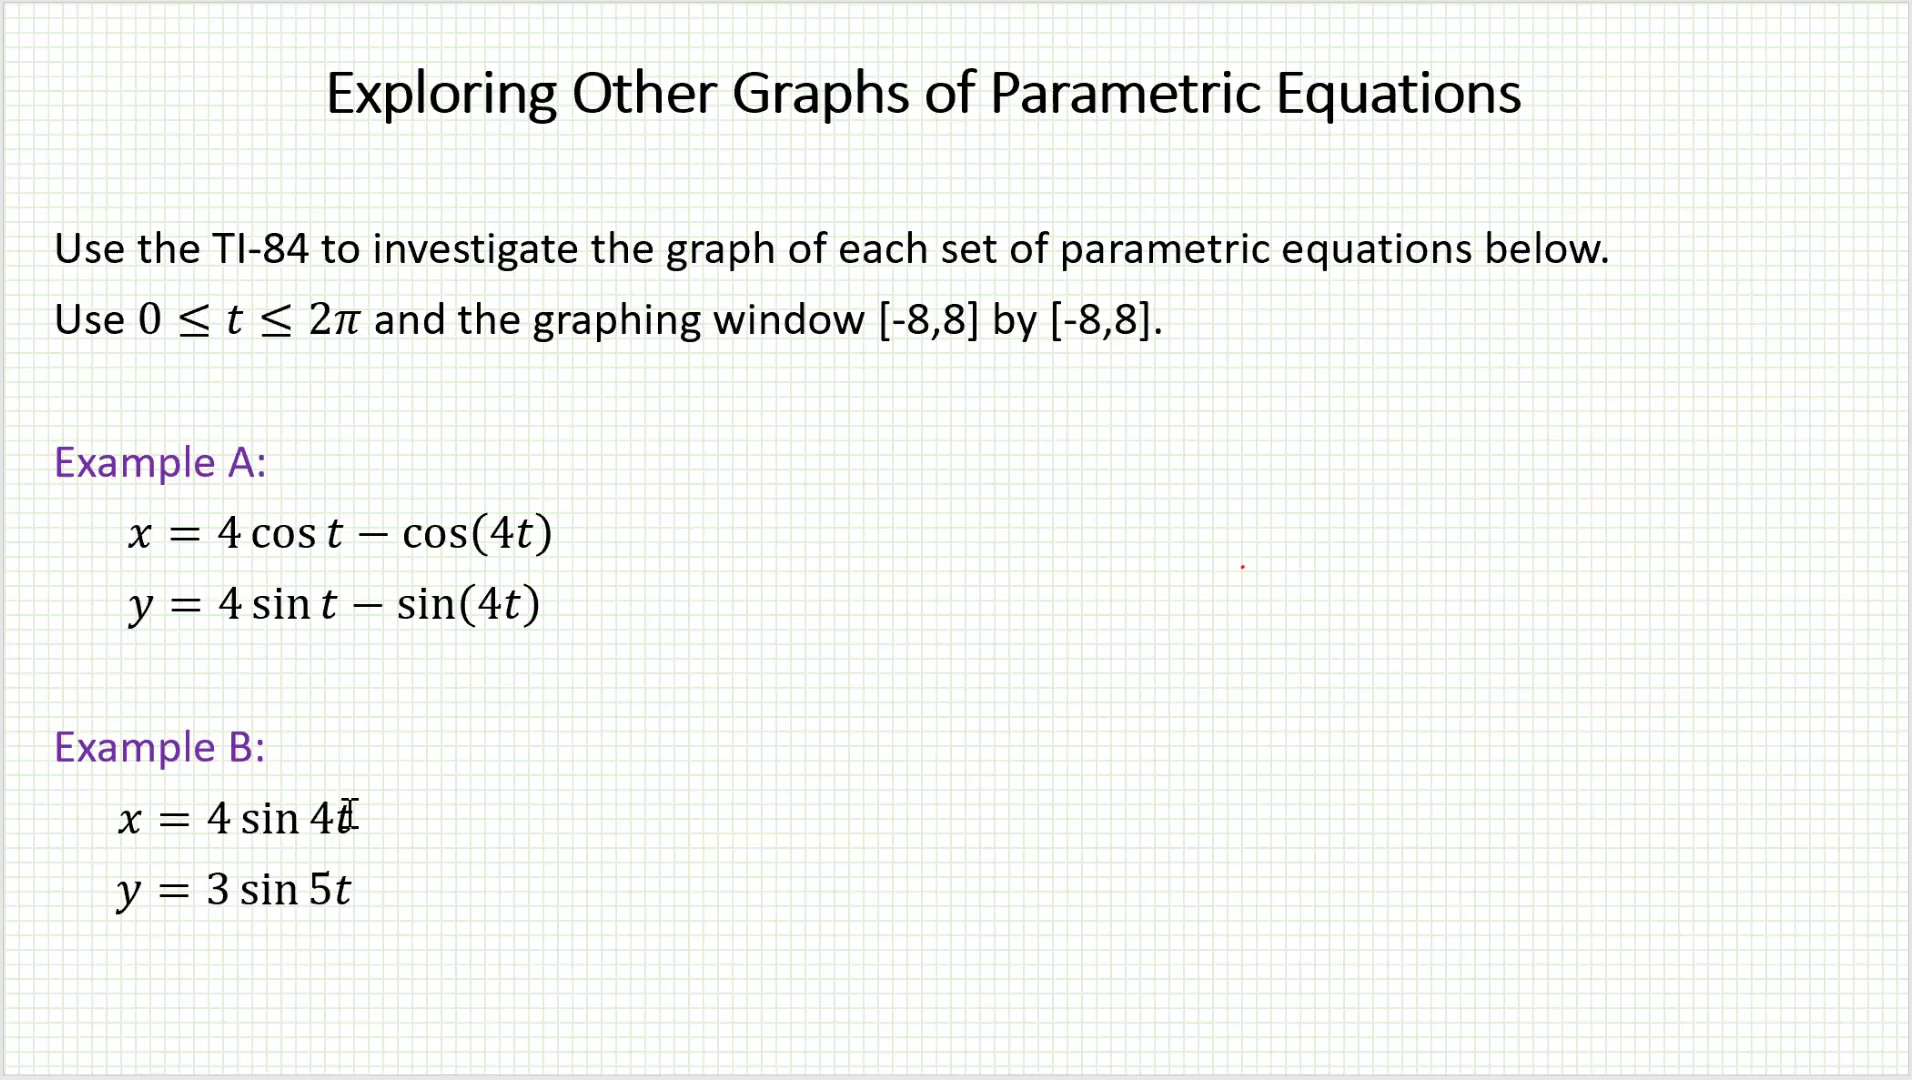 Exploring Other Graphs of Parametric Equations
Use the TI-84 to investigate the graph of each set of parametric equations below.
Use 0 ≤ t ≤ 2π and the graphing window [-8,8] by [-8,8].
Example A:
x = 4 cos t − cos(4t)
y = 4 sin t − sin(4t)
Example B:
x = 4 sin 4t
y = 3 sin 5t